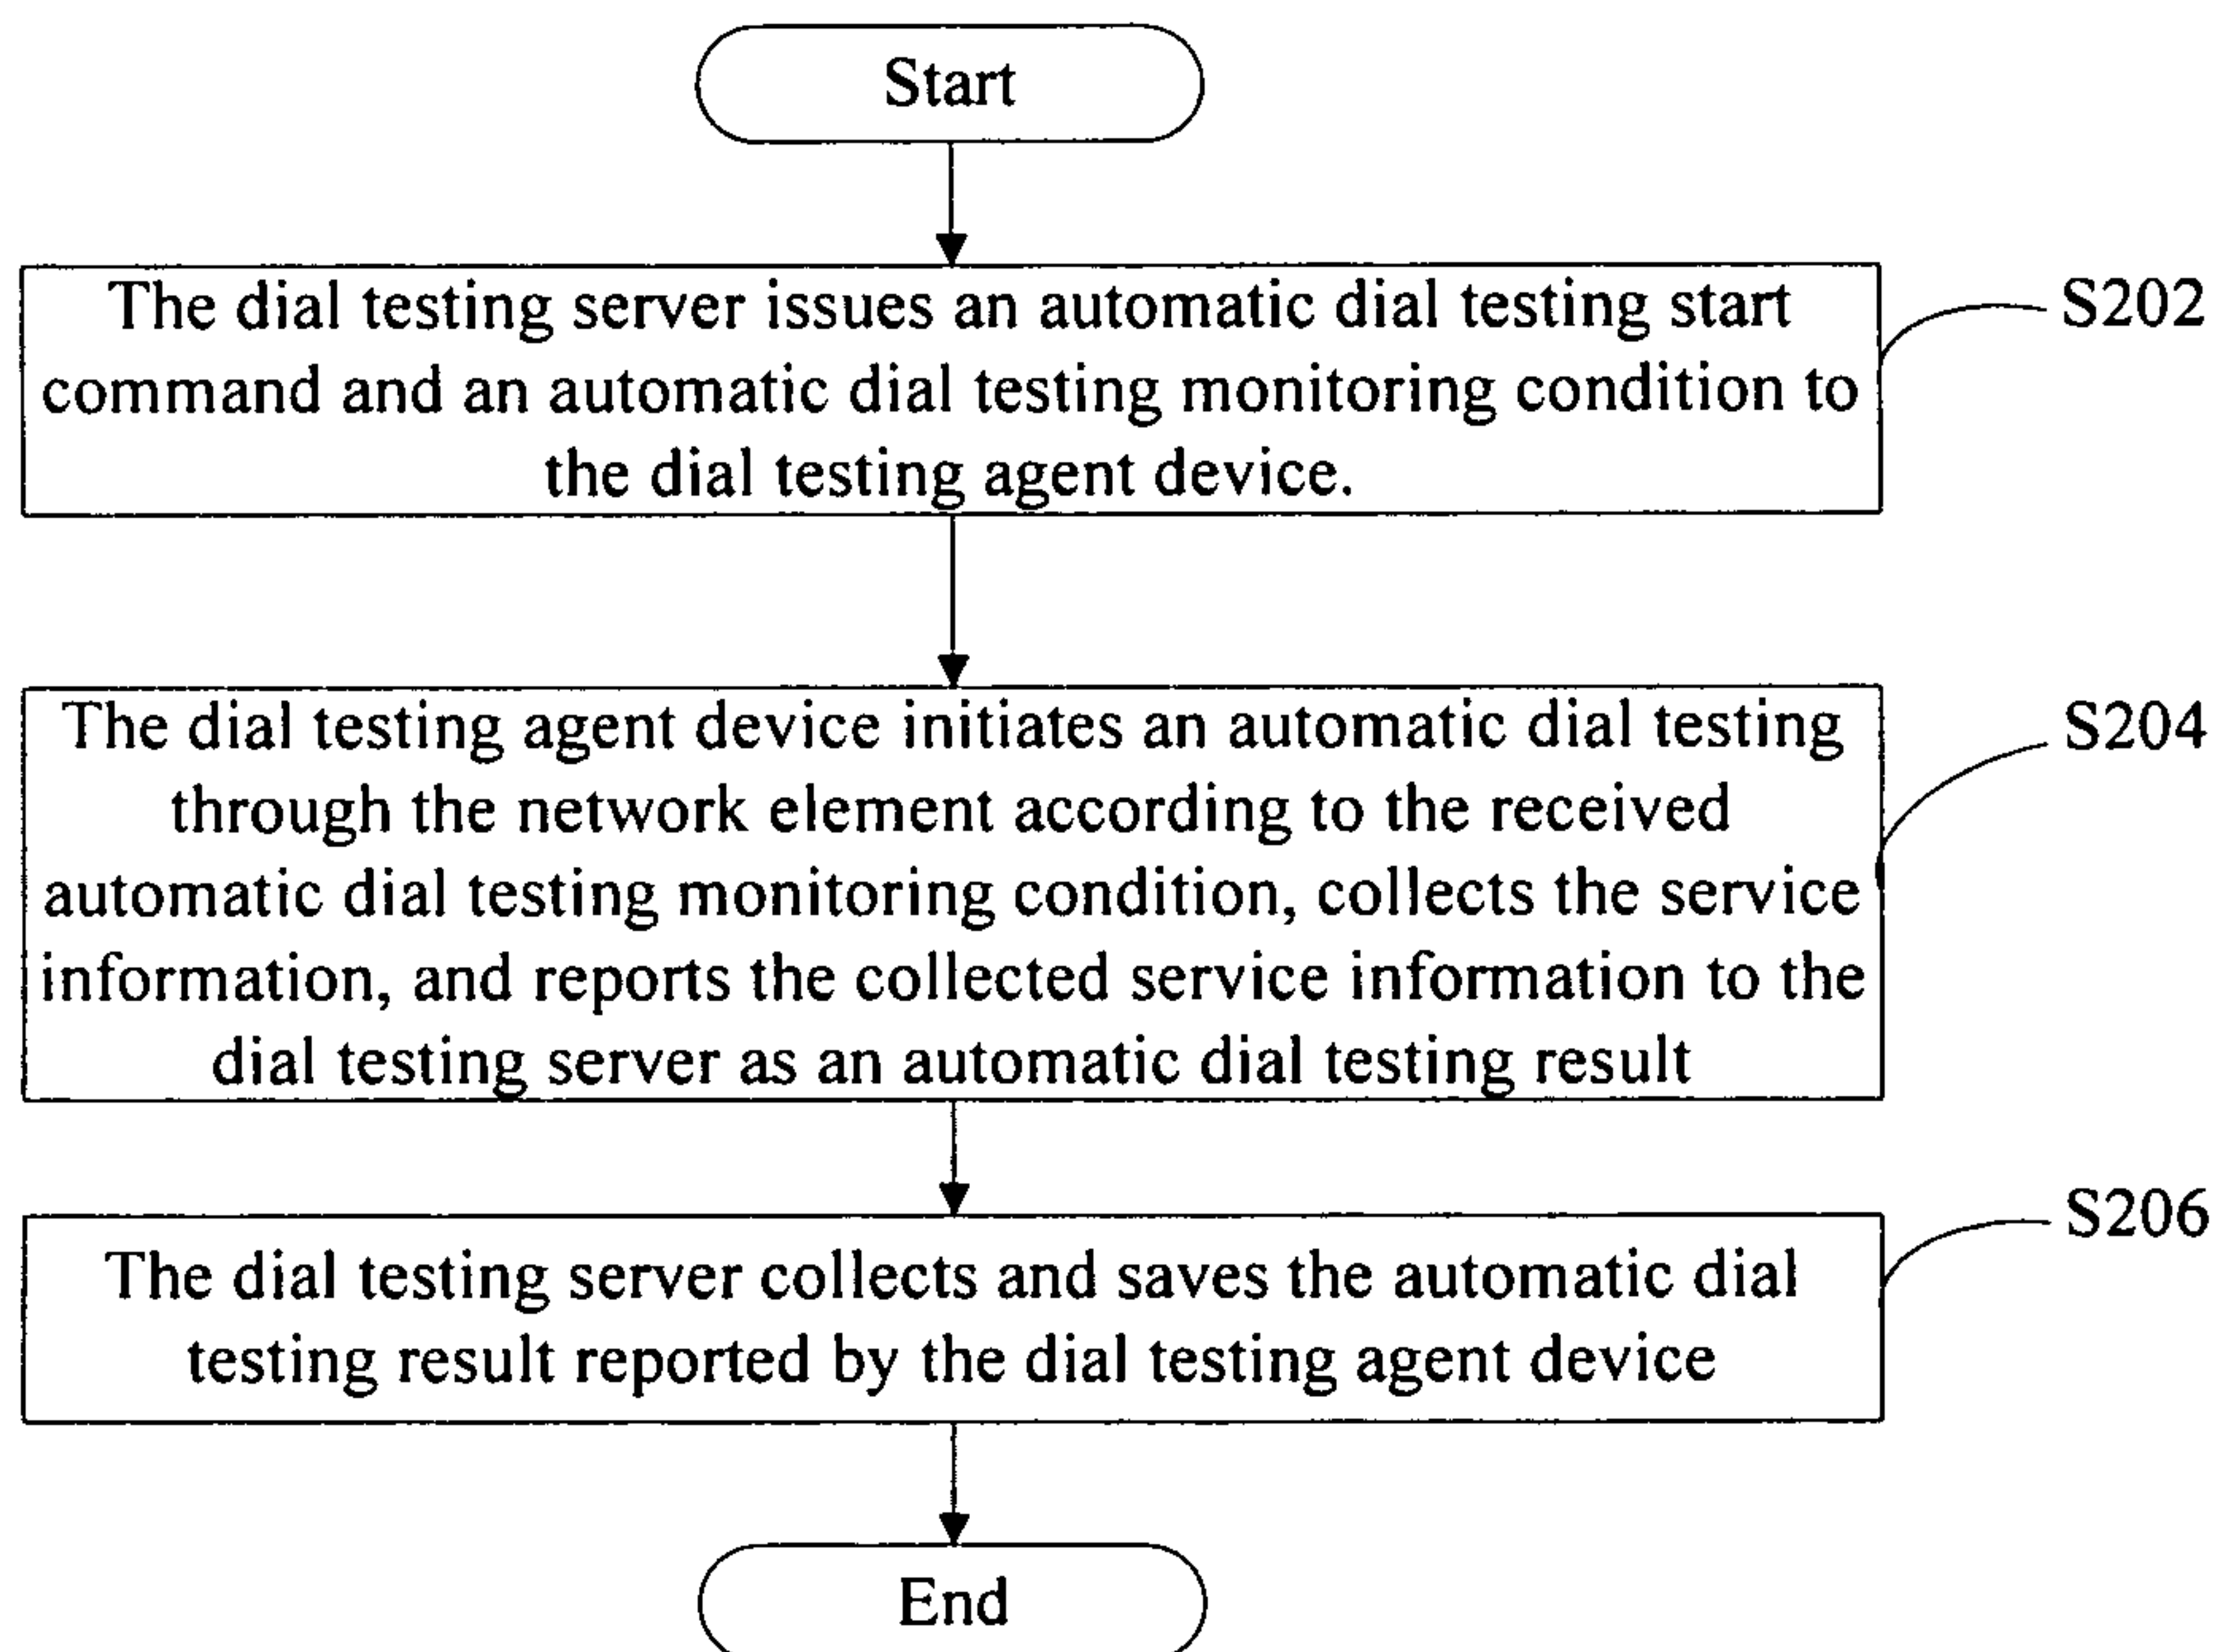 Start
The dial testing server issues an automatic dial testing start
command and an automatic dial testing monitoring condition to
the dial testing agent device.
S202
The dial testing agent device initiates an automatic dial testing
through the network element according to the received
automatic dial testing monitoring condition, collects the service
information, and reports the collected service information to the
dial testing server as an automatic dial testing result
S204
The dial testing server collects and saves the automatic dial
testing result reported by the dial testing agent device
S206
End